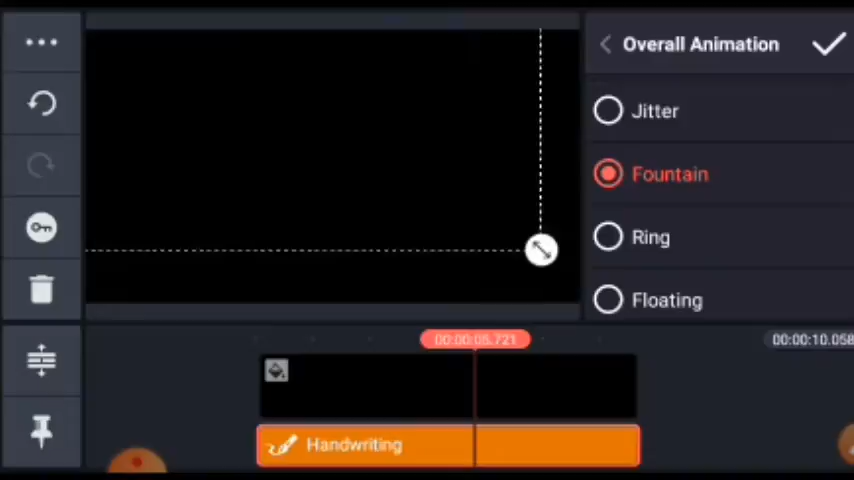 Overall Animation
Jitter
Fountain
Ring
Floating
00:00:05.721
00:00:10.058
Handwriting